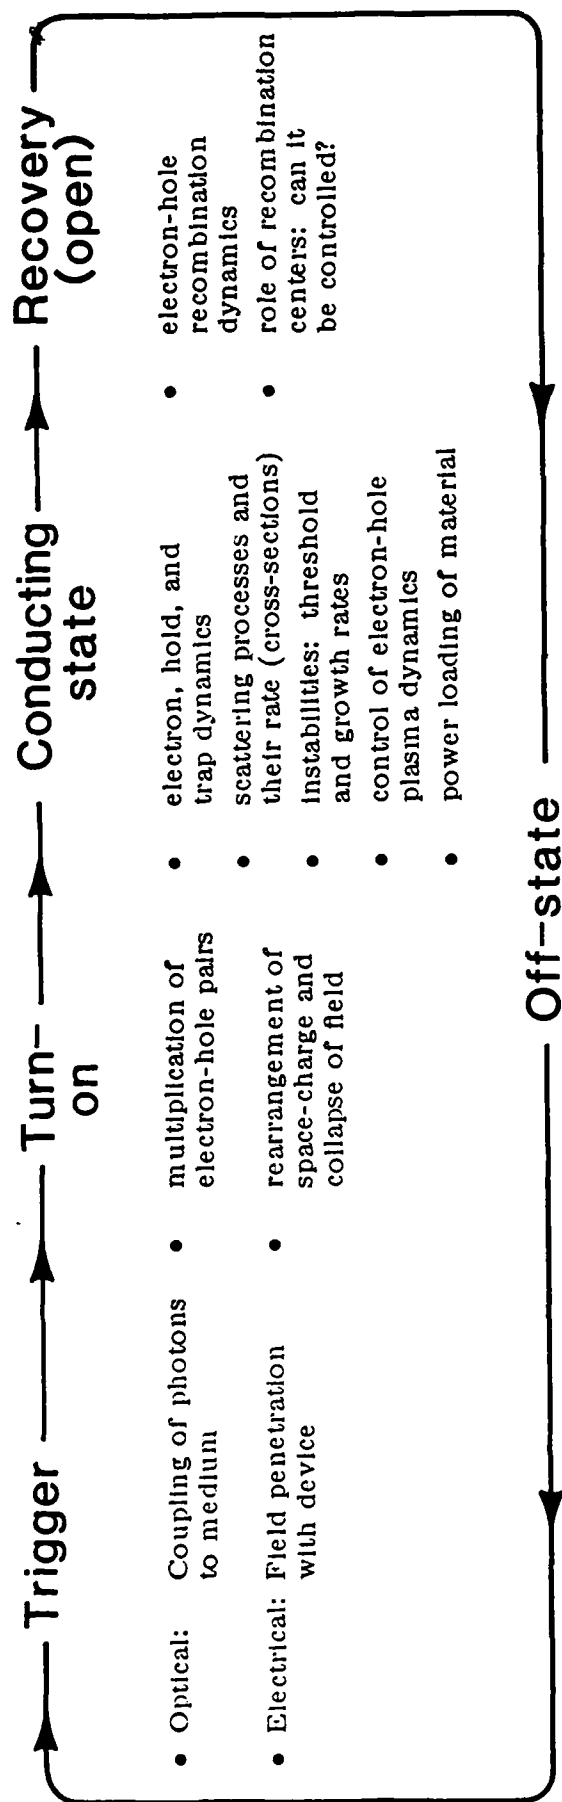 Trigger
Turn-
on
Conducting
state
Recovery
(open)
• Optical: Coupling of photons
to medium
• Electrical: Field penetration
with device
• multiplication of
electron-hole pairs
• rearrangement of
space-charge and
collapse of field
• electron, hold, and
trap dynamics
• scattering processes and
their rate (cross-sections)
• instabilities: threshold
and growth rates
• control of electron-hole
plasma dynamics
• power loading of material
• electron-hole
recombination
dynamics
• role of recombination
centers: can it
be controlled?
Off-state